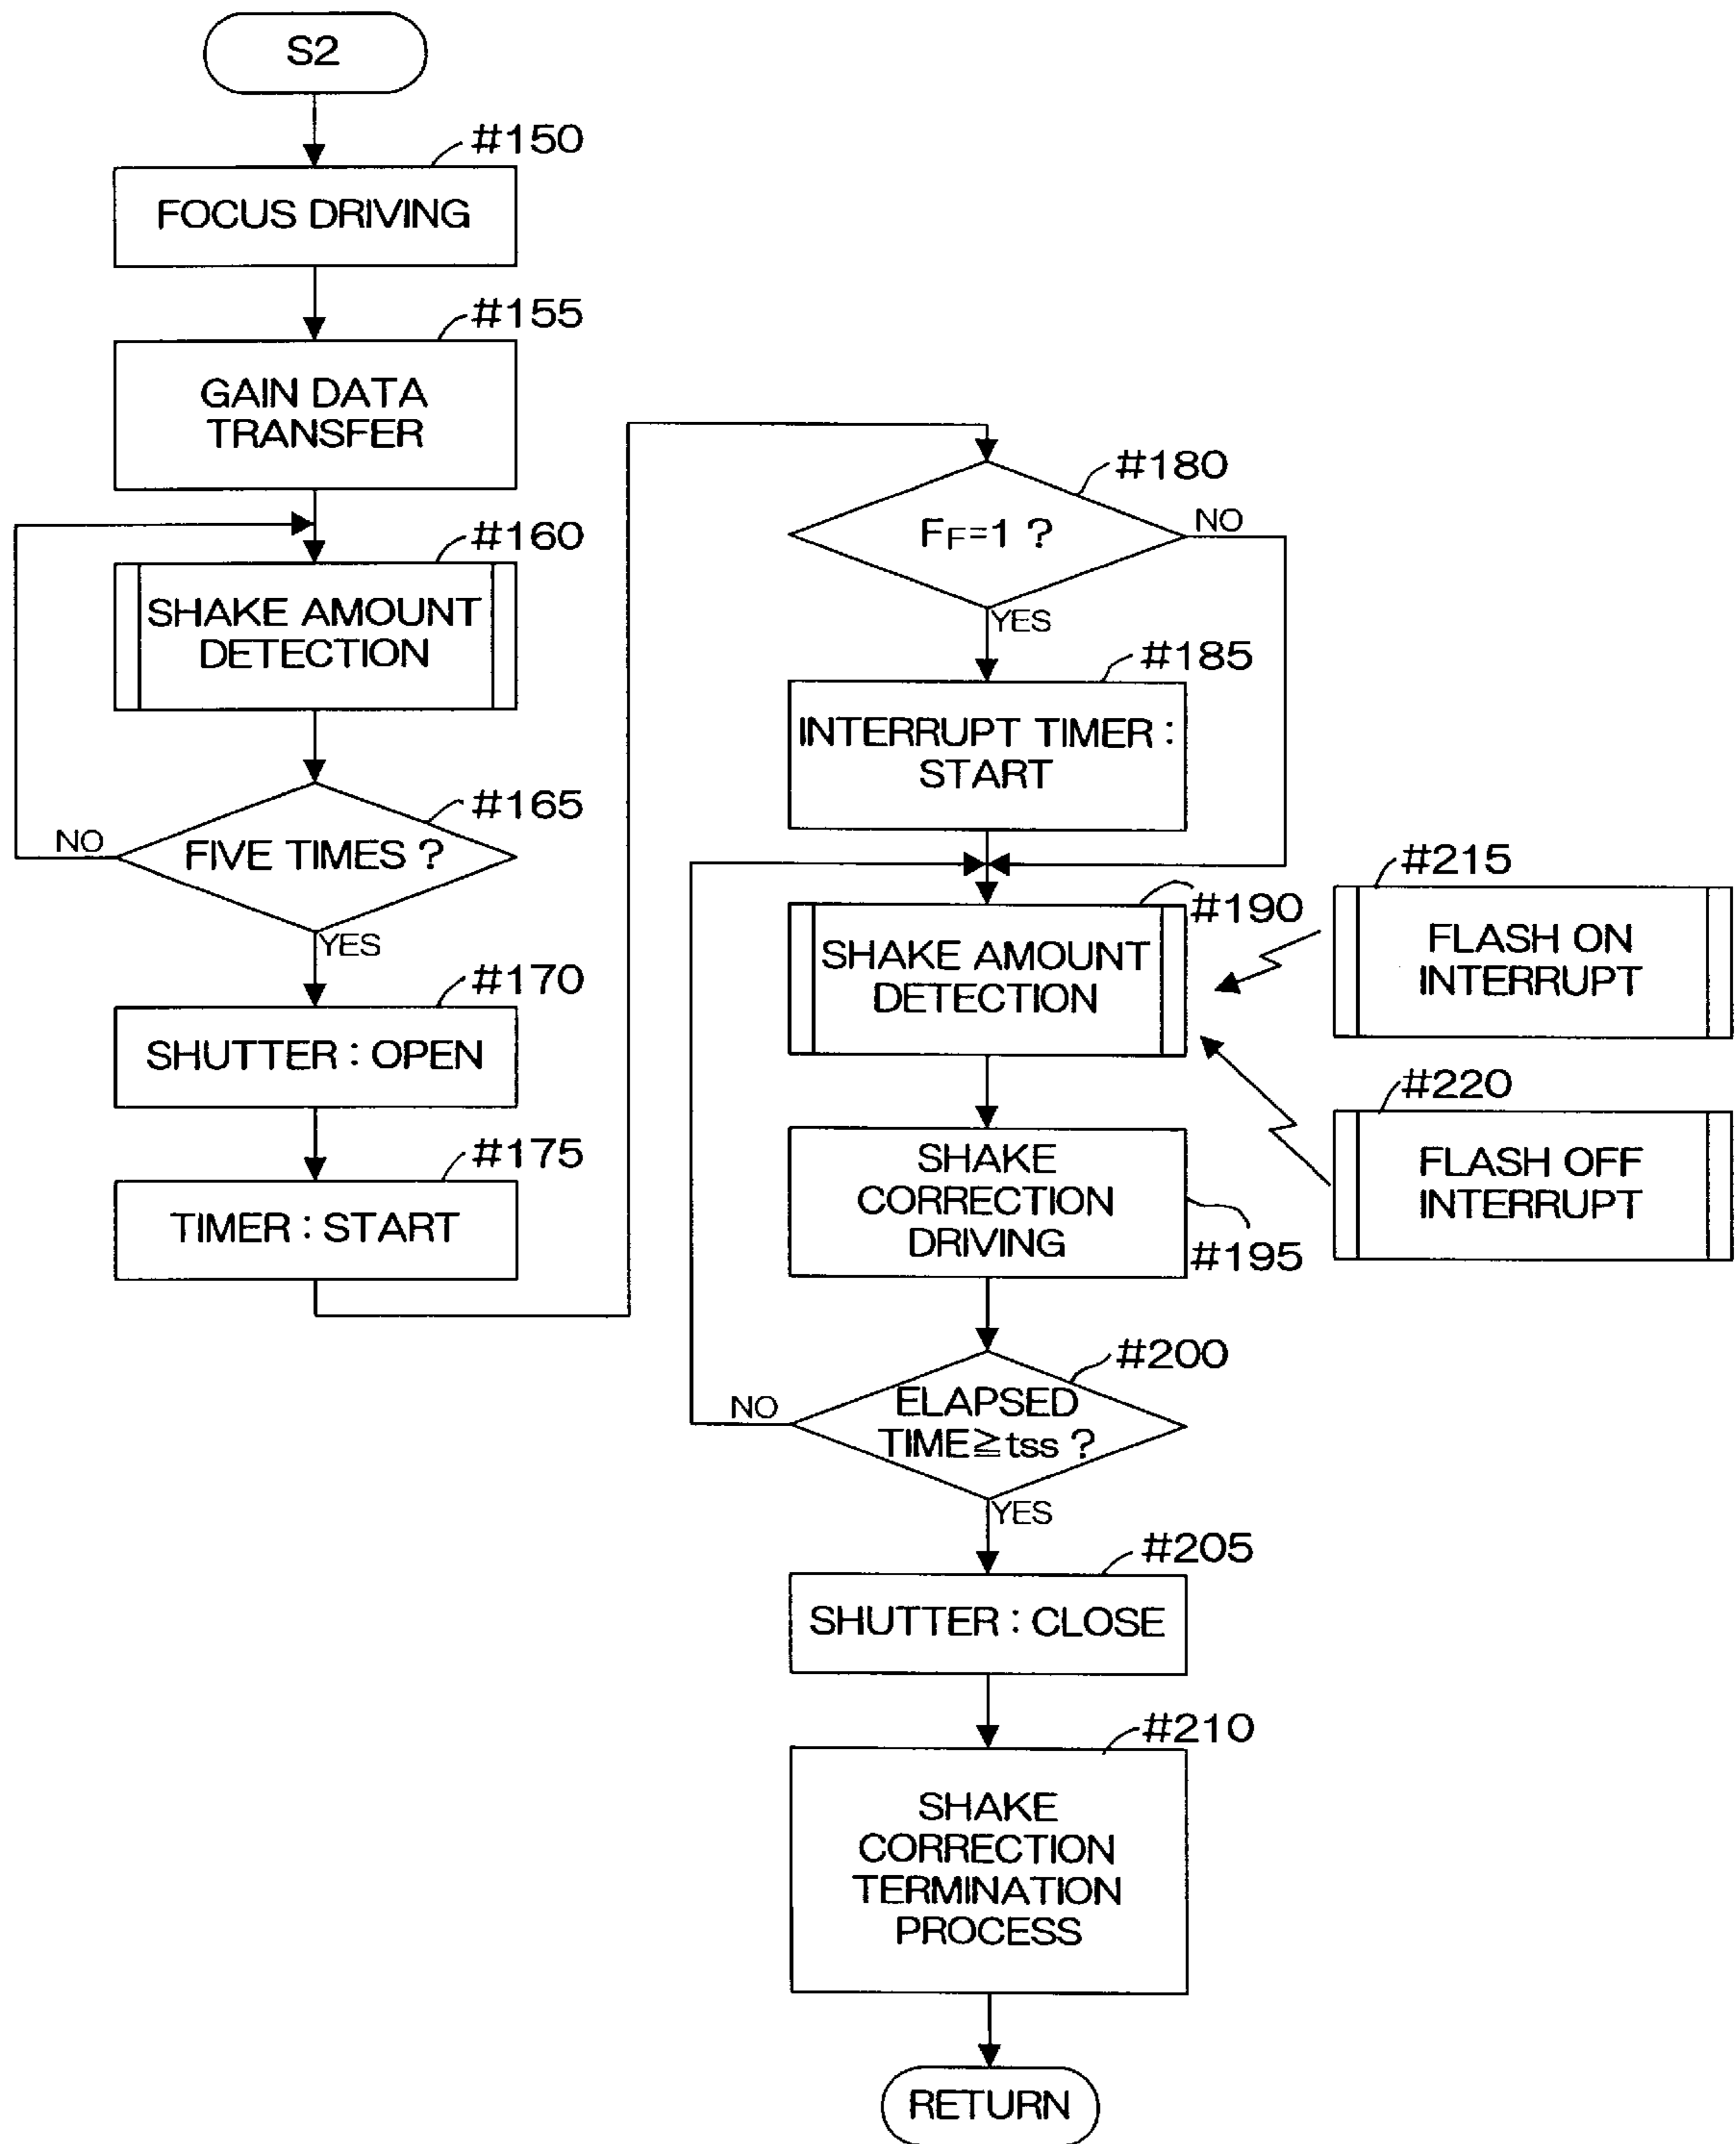 S2
#150
FOCUS DRIVING
#155
GAIN DATA
TRANSFER
#160
SHAKE AMOUNT
DETECTION
#165
FIVE TIMES ?
NO
YES
#170
SHUTTER : OPEN
#175
TIMER : START
#180
FF=1 ?
NO
YES
#185
INTERRUPT TIMER :
START
#190
SHAKE AMOUNT
DETECTION
#215
FLASH ON
INTERRUPT
#220
FLASH OFF
INTERRUPT
SHAKE
CORRECTION
DRIVING
#195
#200
ELAPSED
TIME≧tss ?
NO
YES
#205
SHUTTER : CLOSE
#210
SHAKE
CORRECTION
TERMINATION
PROCESS
RETURN